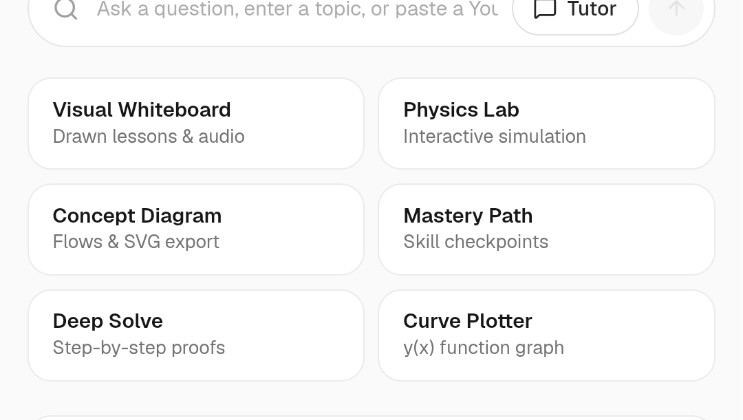 Ask a question, enter a topic, or paste a You
Tutor
Visual Whiteboard
Drawn lessons & audio
Physics Lab
Interactive simulation
Concept Diagram
Flows & SVG export
Mastery Path
Skill checkpoints
Deep Solve
Step-by-step proofs
Curve Plotter
y(x) function graph